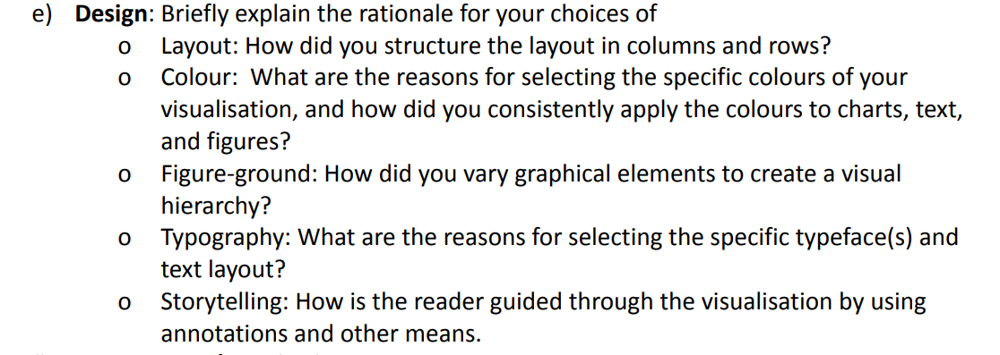 e) Design: Briefly explain the rationale for your choices of
o Layout: How did you structure the layout in columns and rows?
o Colour: What are the reasons for selecting the specific colours of your
visualisation, and how did you consistently apply the colours to charts, text,
and figures?
o Figure-ground: How did you vary graphical elements to create a visual
hierarchy?
o Typography: What are the reasons for selecting the specific typeface(s) and
text layout?
o Storytelling: How is the reader guided through the visualisation by using
annotations and other means.